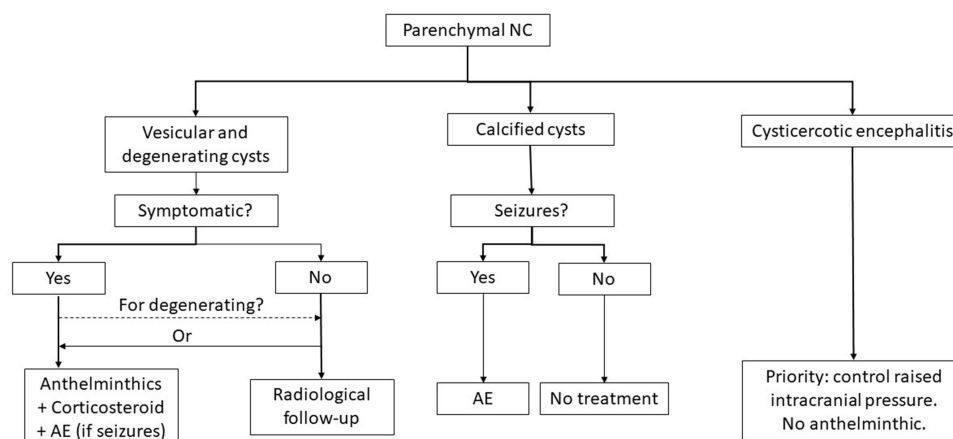 Parenchymal NC
Vesicular and
degenerating cysts
Calcified cysts
Cysticercotic encephalitis
Symptomatic?
Seizures?
Yes
No
Yes
No
For degenerating?
Or
Anthelminthics
+ Corticosteroid
+ AE (if seizures)
Radiological
follow-up
AE
No treatment
Priority: control raised
intracranial pressure.
No anthelminthic.